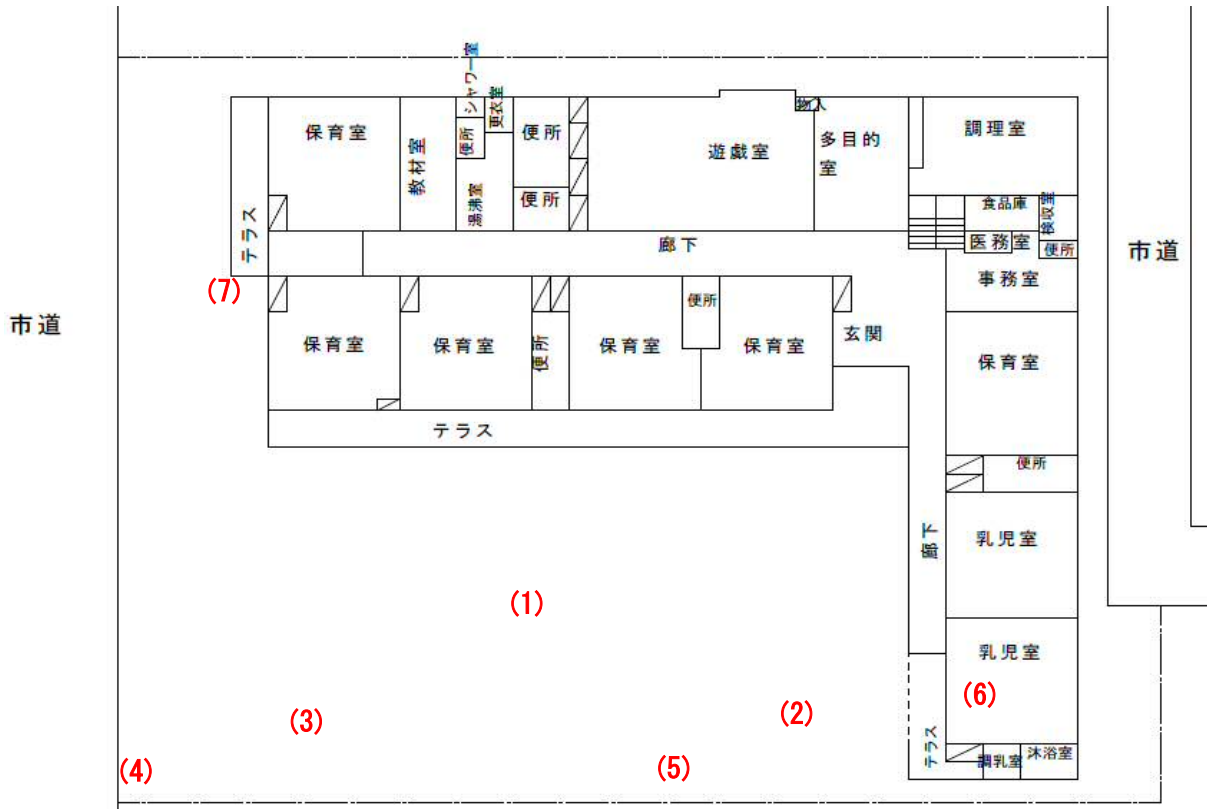 シャワー室
更衣室
物入
保育室
教材室
便所
便所
遊戯室
多目的
室
調理室
湯沸室
便所
テラス
食品庫
検収室
廊下
医務室
便所
市道
事務室
(7)
市道
便所
保育室
保育室
便所
保育室
保育室
玄関
保育室
テラス
便所
廊下
乳児室
(1)
乳児室
(6)
(3)
(2)
テラス
調乳室
沐浴室
(4)
(5)